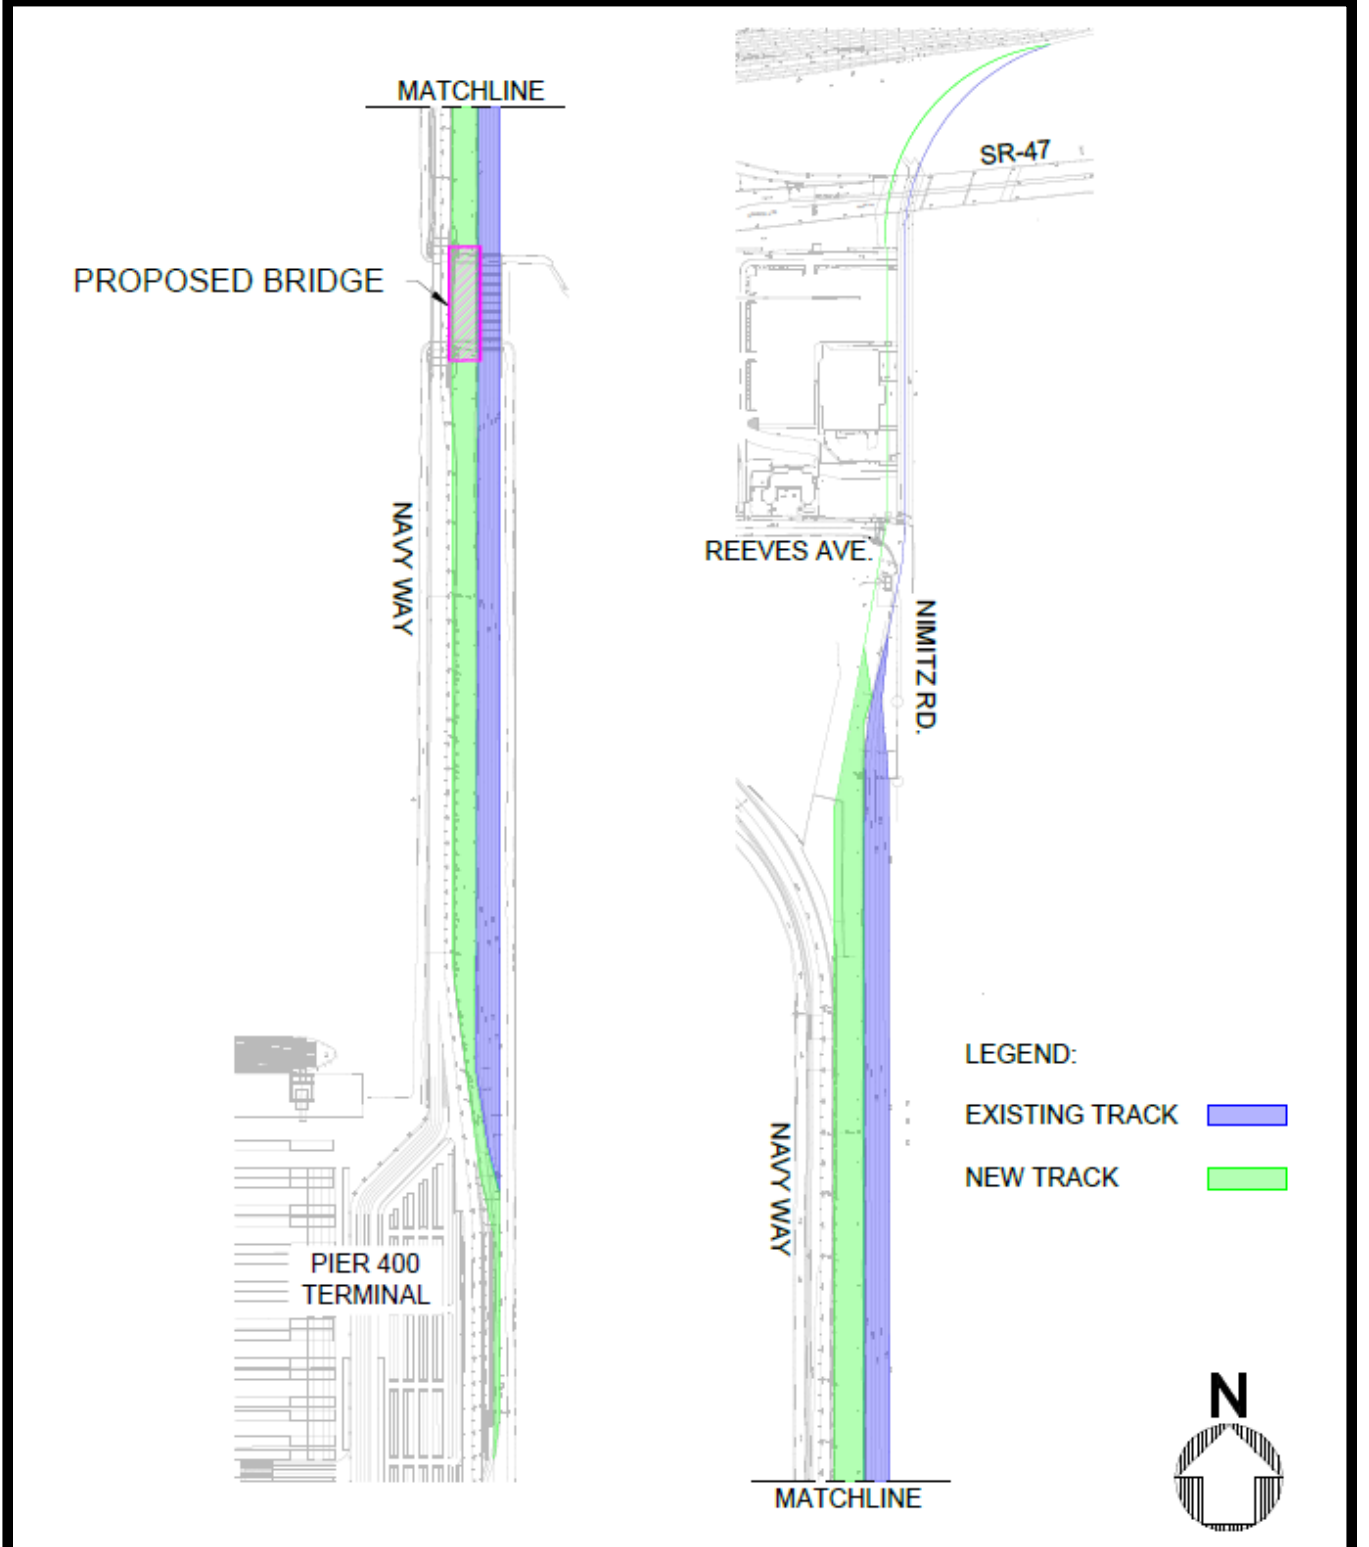 MATCHLINE
PROPOSED BRIDGE
NAVY WAY
PIER 400
TERMINAL
SR-47
REEVES AVE.
NIMITZ RD.
NAVY WAY
MATCHLINE
LEGEND:
EXISTING TRACK
NEW TRACK
N